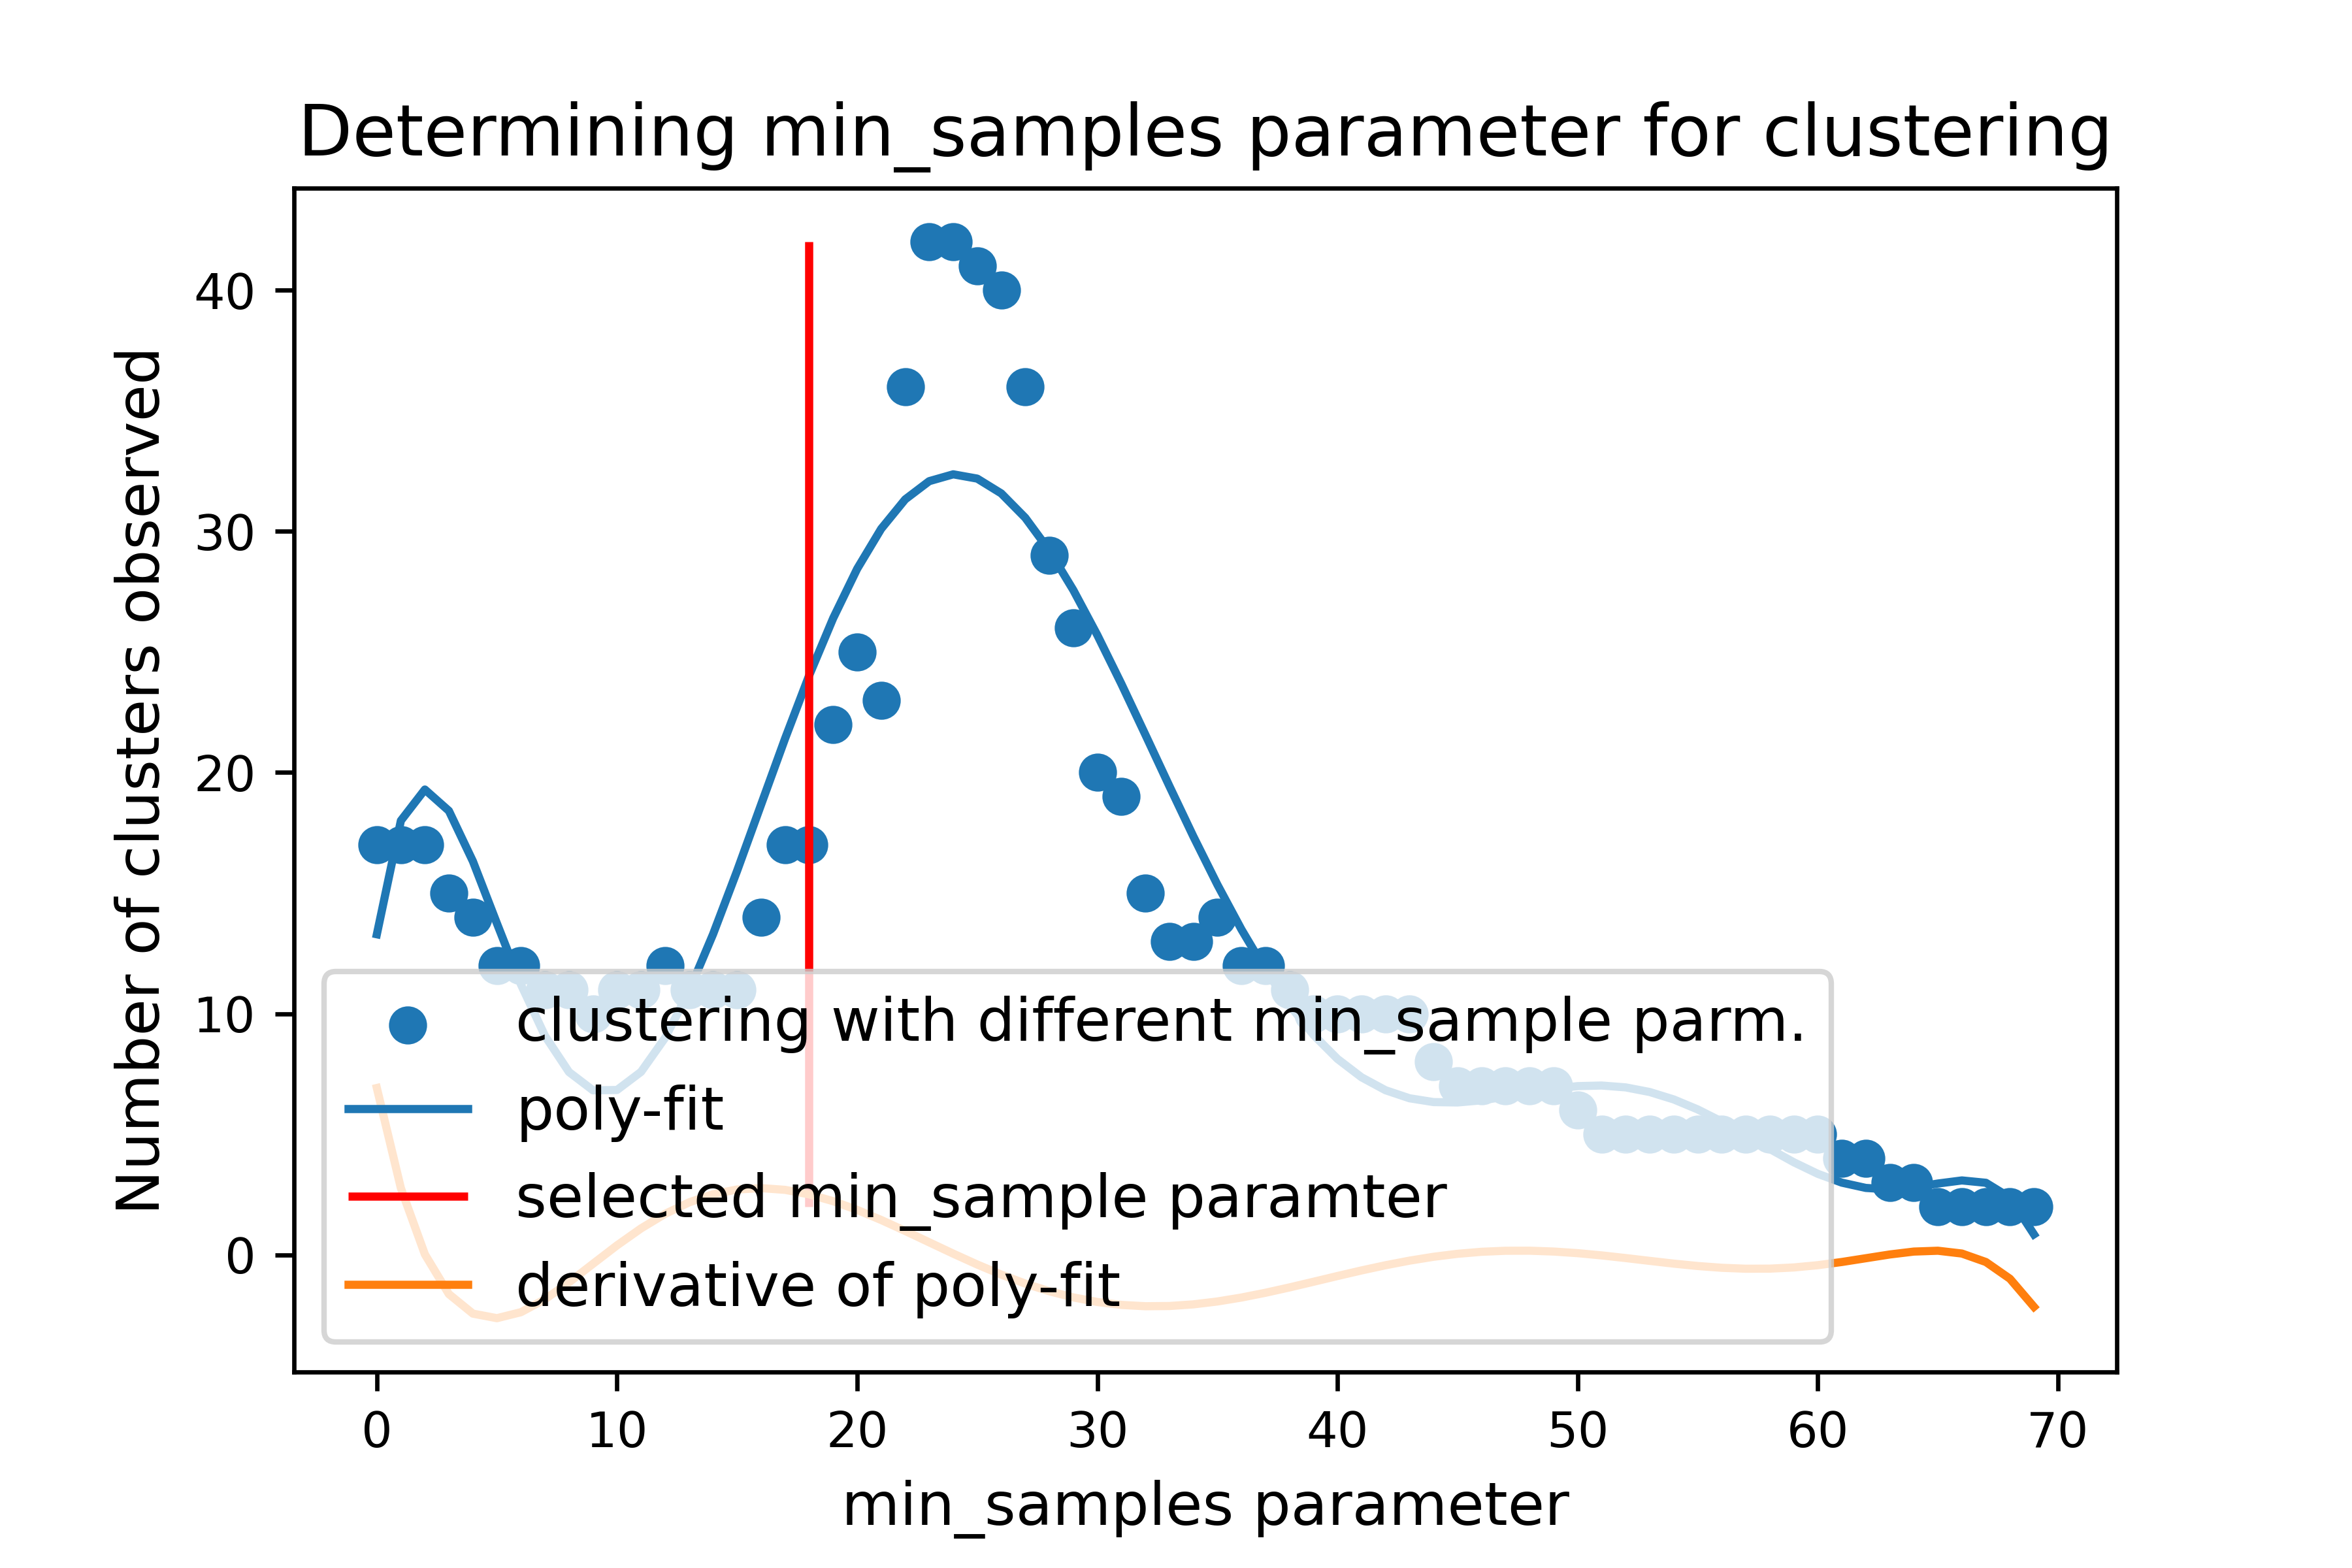 Determining min_samples parameter for clustering
Number of clusters observed
40
30
20
10
0
clustering with different min_sample parm.
poly-fit
selected min_sample paramter
derivative of poly-fit
0 10 20 30 40 50 60 70
min_samples parameter